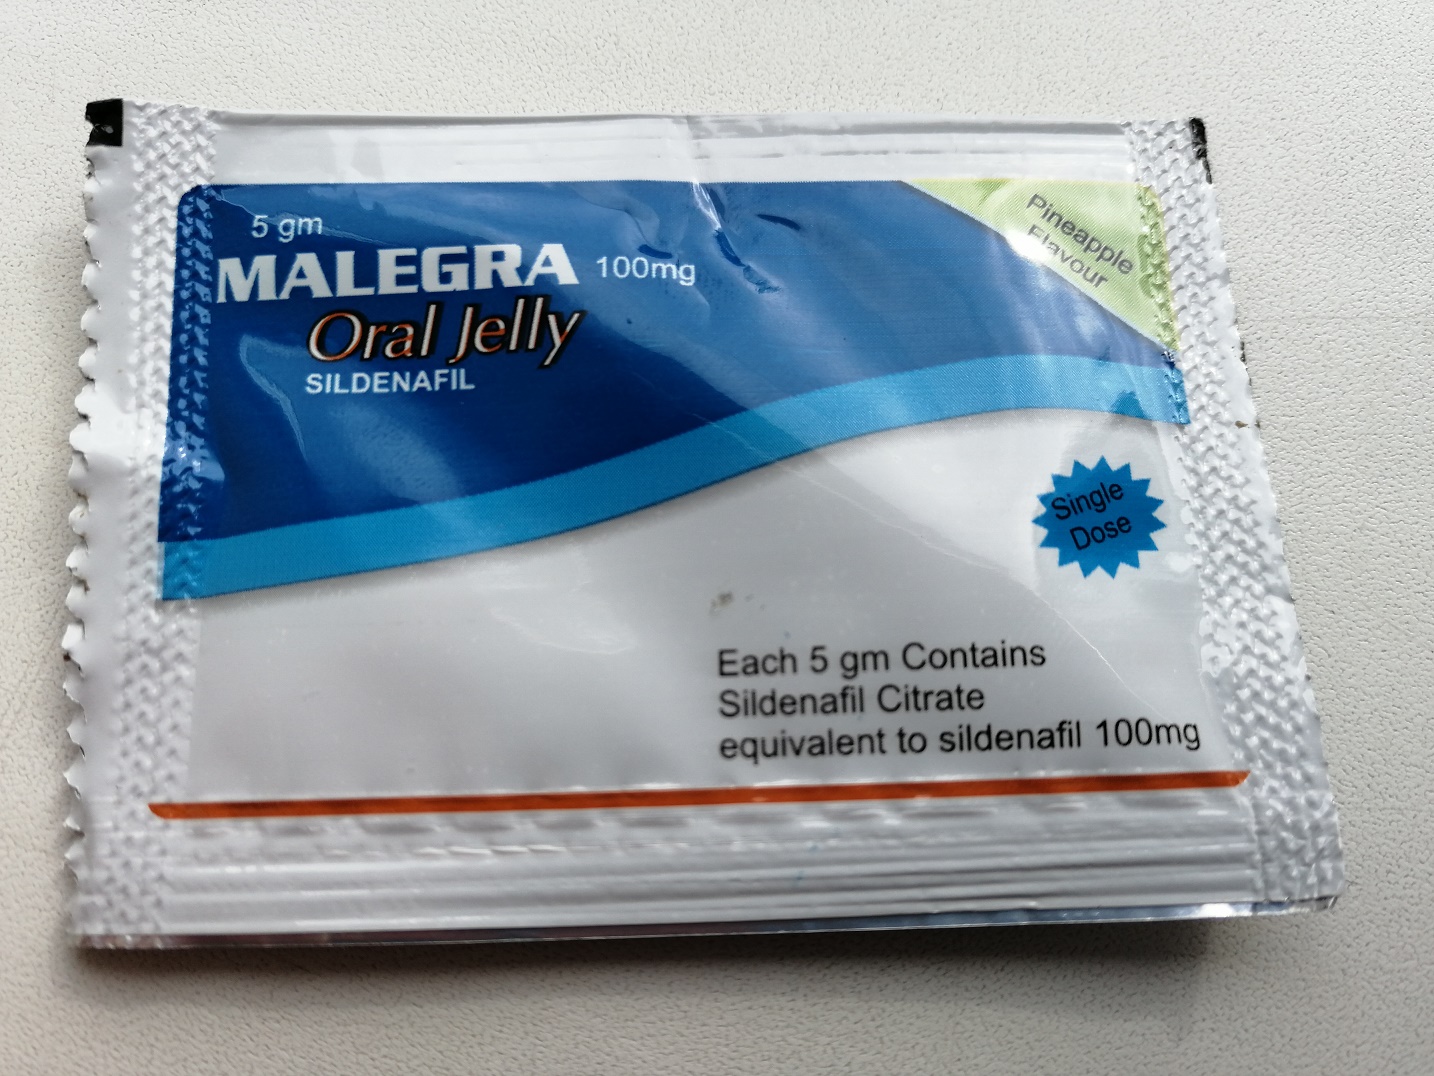 5 gm
MALEGRA 100mg
Oral Jelly
SILDENAFIL
Pineapple
Flavour
Single
Dose
Each 5 gm Contains
Sildenafil Citrate
equivalent to sildenafil 100mg